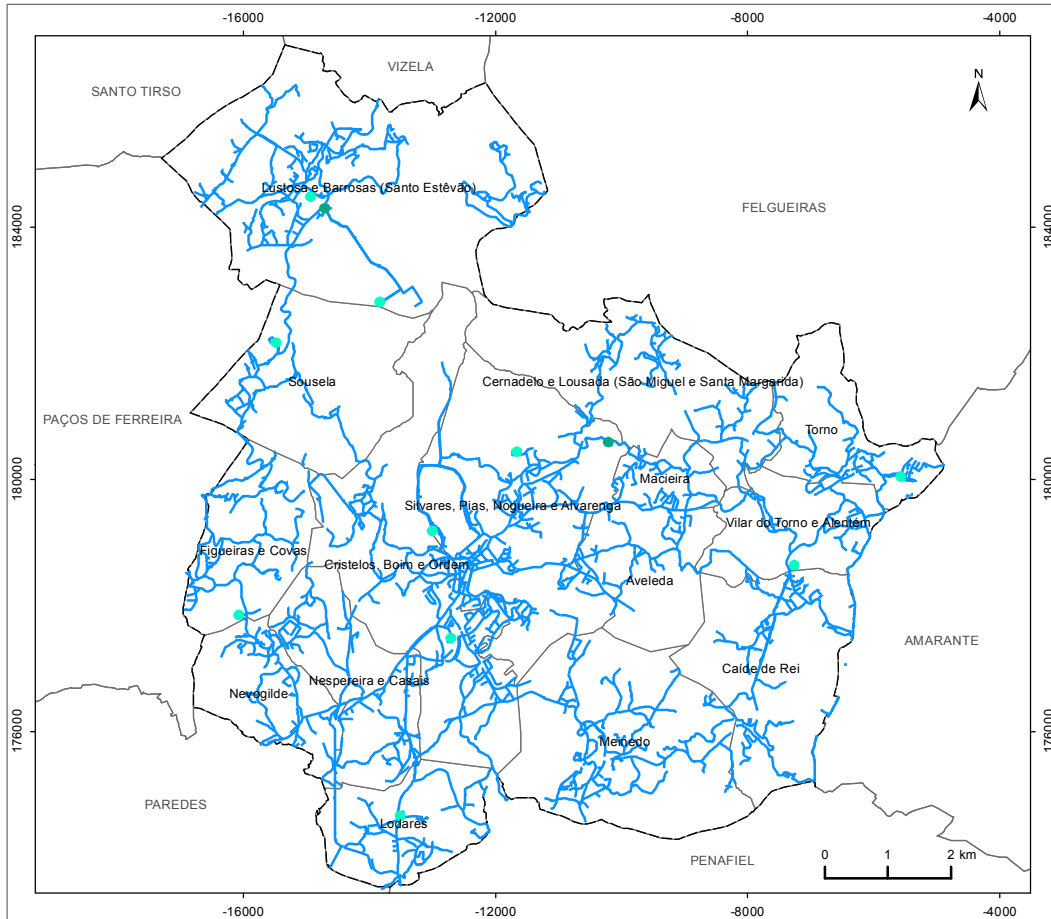 -16000
-12000
-8000
-4000
VIZELA
SANTO TIRSO
N
Lustosa e Barrosas (Santo Estêvão)
FELGUEIRAS
184000
184000
Sousela
Cernadelo e Lousada (São Miguel e Santa Margarida)
PAÇOS DE FERREIRA
Torno
180000
Macieira
180000
Silvares, Pias, Nogueira e Alvarenga
Vilar do Torno e Alentém
Figueiras e Covas
Cristelos, Boim e Ordem
Aveleda
AMARANTE
Caíde de Rei
Nespereira e Casais
Nevogilde
176000
Meinedo
176000
PAREDES
Lodares
PENAFIEL
0
1
2 km
-16000
-12000
-8000
-4000